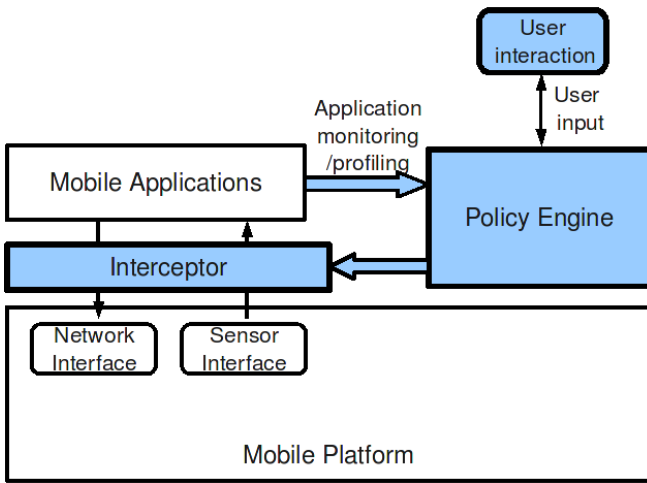 User
interaction
User
input
Application
monitoring
/profiling
Mobile Applications
Policy Engine
Interceptor
Network
Interface
Sensor
Interface
Mobile Platform